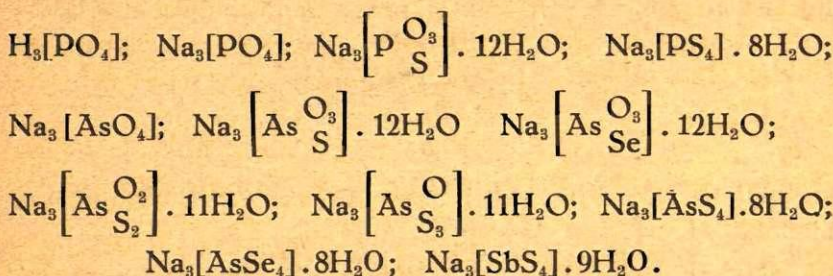 H₃[PO₄]; Na₃[PO₄]; Na₃[P O₃ S] . 12H₂O; Na₃[PS₄] . 8H₂O;
Na₃[AsO₄]; Na₃[As O₃ S] . 12H₂O Na₃[As O₃ Se] . 12H₂O;
Na₃[As O₂ S₂] . 11H₂O; Na₃[As O S₃] . 11H₂O; Na₃[AsS₄].8H₂O;
Na₃[AsSe₄] . 8H₂O; Na₃[SbS₄] . 9H₂O.